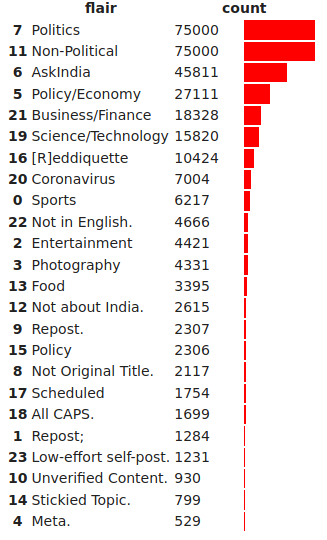 flair count
7 Politics 75000
11 Non-Political 75000
6 AskIndia 45811
5 Policy/Economy 27111
21 Business/Finance 18328
19 Science/Technology 15820
16 [R]eddiquette 10424
20 Coronavirus 7004
0 Sports 6217
22 Not in English. 4666
2 Entertainment 4421
3 Photography 4331
13 Food 3395
12 Not about India. 2615
9 Repost. 2307
15 Policy 2306
8 Not Original Title. 2117
17 Scheduled 1754
18 All CAPS. 1699
1 Repost; 1284
23 Low-effort self-post. 1231
10 Unverified Content. 930
14 Stickied Topic. 799
4 Meta. 529